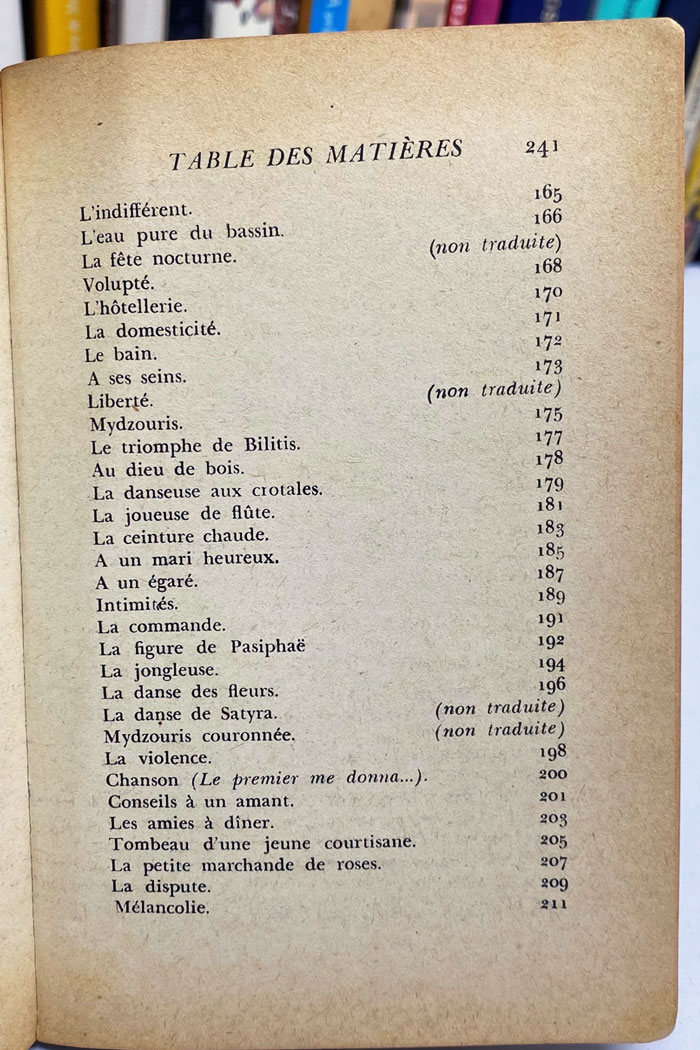 TABLE DES MATIÈRES 241
L'indifférent. 165
L'eau pure du bassin. 166
La fête nocturne. (non traduite)
Volupté. 168
L'hôtellerie. 170
La domesticité. 171
Le bain. 172
A ses seins. 173
Liberté. (non traduite)
Mydzouris. 175
Le triomphe de Bilitis. 177
Au dieu de bois. 178
La danseuse aux crotales. 179
La joueuse de flûte. 181
La ceinture chaude. 183
A un mari heureux. 185
A un égaré. 187
Intimités. 189
La commande. 191
La figure de Pasiphaë 192
La jongleuse. 194
La danse des fleurs. 196
La danse de Satyra. (non traduite)
Mydzouris couronnée. (non traduite)
La violence. 198
Chanson (Le premier me donna...). 200
Conseils à un amant. 201
Les amies à dîner. 203
Tombeau d'une jeune courtisane. 205
La petite marchande de roses. 207
La dispute. 209
Mélancolie. 211